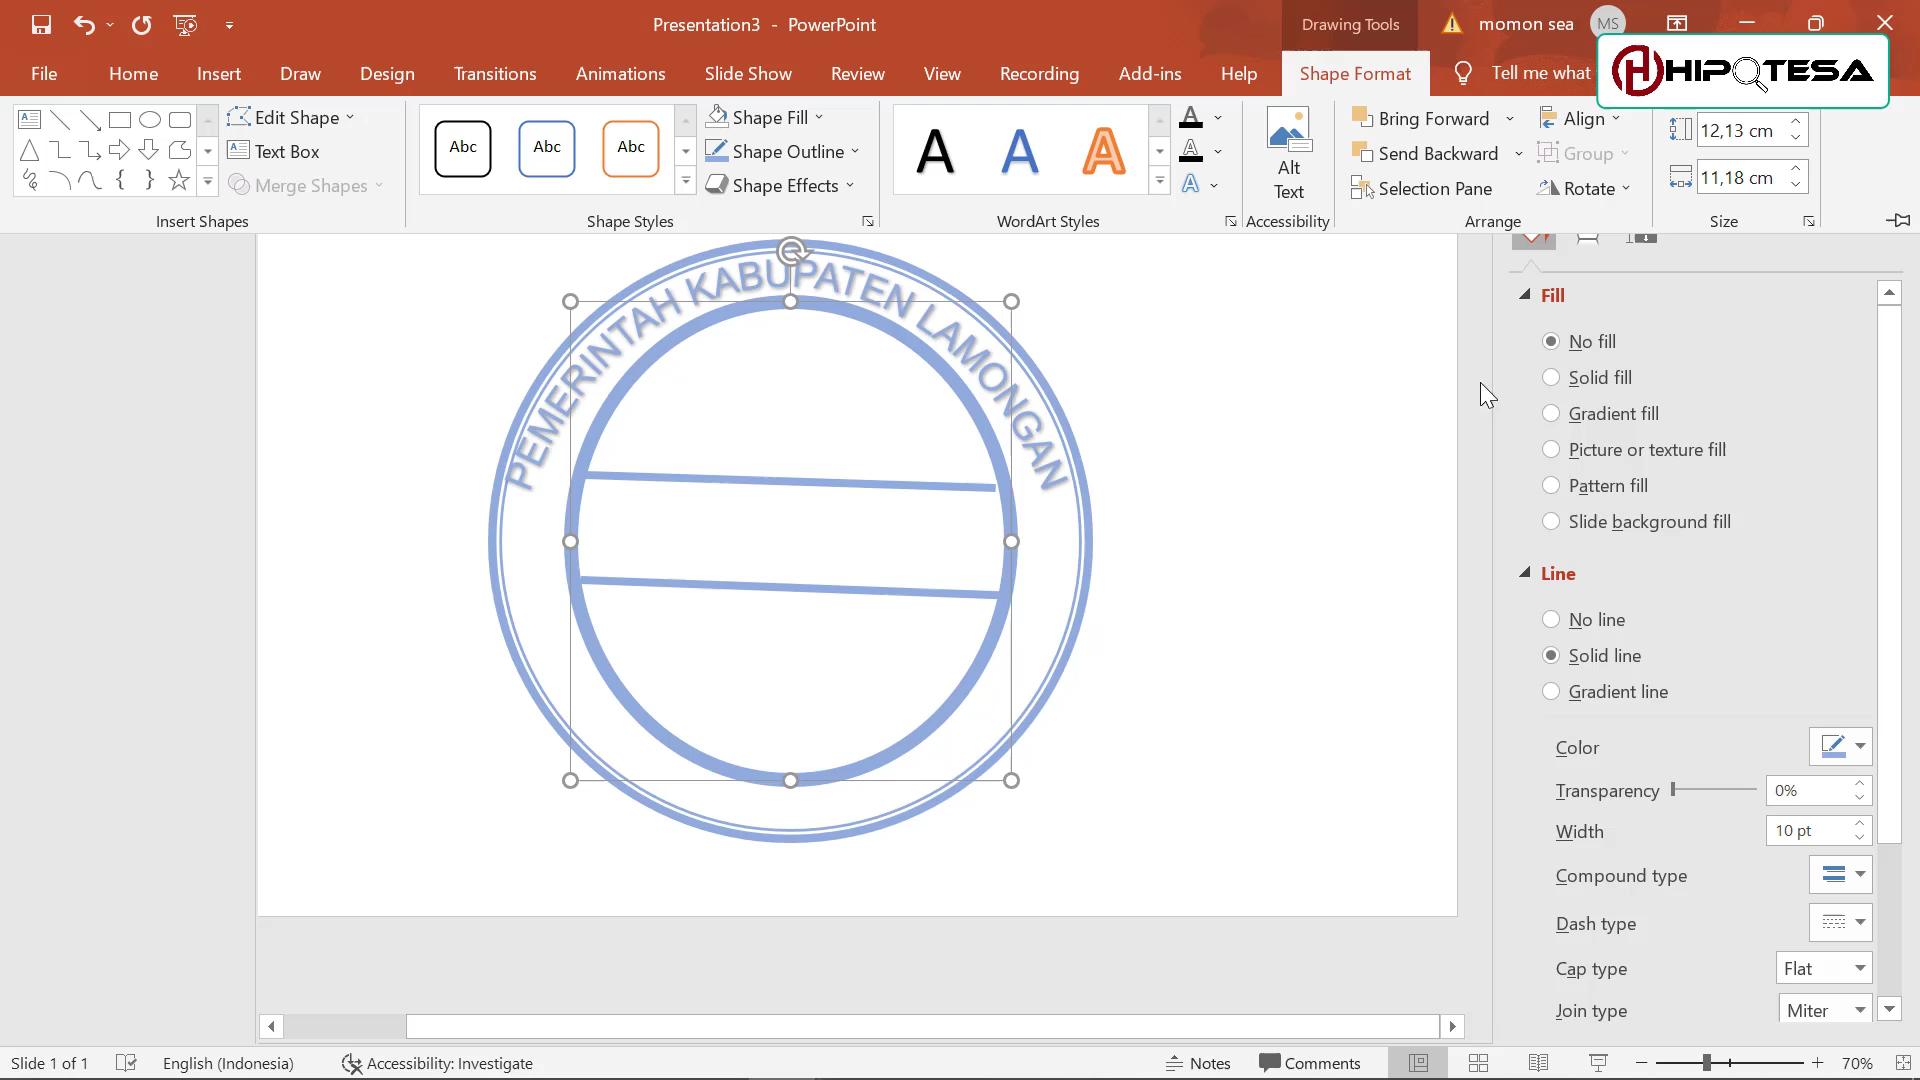 Presentation3 - PowerPoint
Drawing Tools
momon sea
MS
HIPOTESA
File
Home
Insert
Draw
Design
Transitions
Animations
Slide Show
Review
View
Recording
Add-ins
Help
Shape Format
Tell me what
Edit Shape
Text Box
Merge Shapes
Insert Shapes
Abc
Abc
Abc
Shape Fill
Shape Outline
Shape Effects
Shape Styles
A
A
A
A
A
A
WordArt Styles
Alt
Text
Accessibility
Bring Forward
Send Backward
Selection Pane
Align
Group
Rotate
Arrange
12,13 cm
11,18 cm
Size
PEMERINTAH KABUPATEN LAMONGAN
Fill
No fill
Solid fill
Gradient fill
Picture or texture fill
Pattern fill
Slide background fill
Line
No line
Solid line
Gradient line
Color
Transparency
0%
Width
10 pt
Compound type
Dash type
Cap type
Flat
Join type
Miter
Slide 1 of 1
English (Indonesia)
Accessibility: Investigate
Notes
Comments
70%